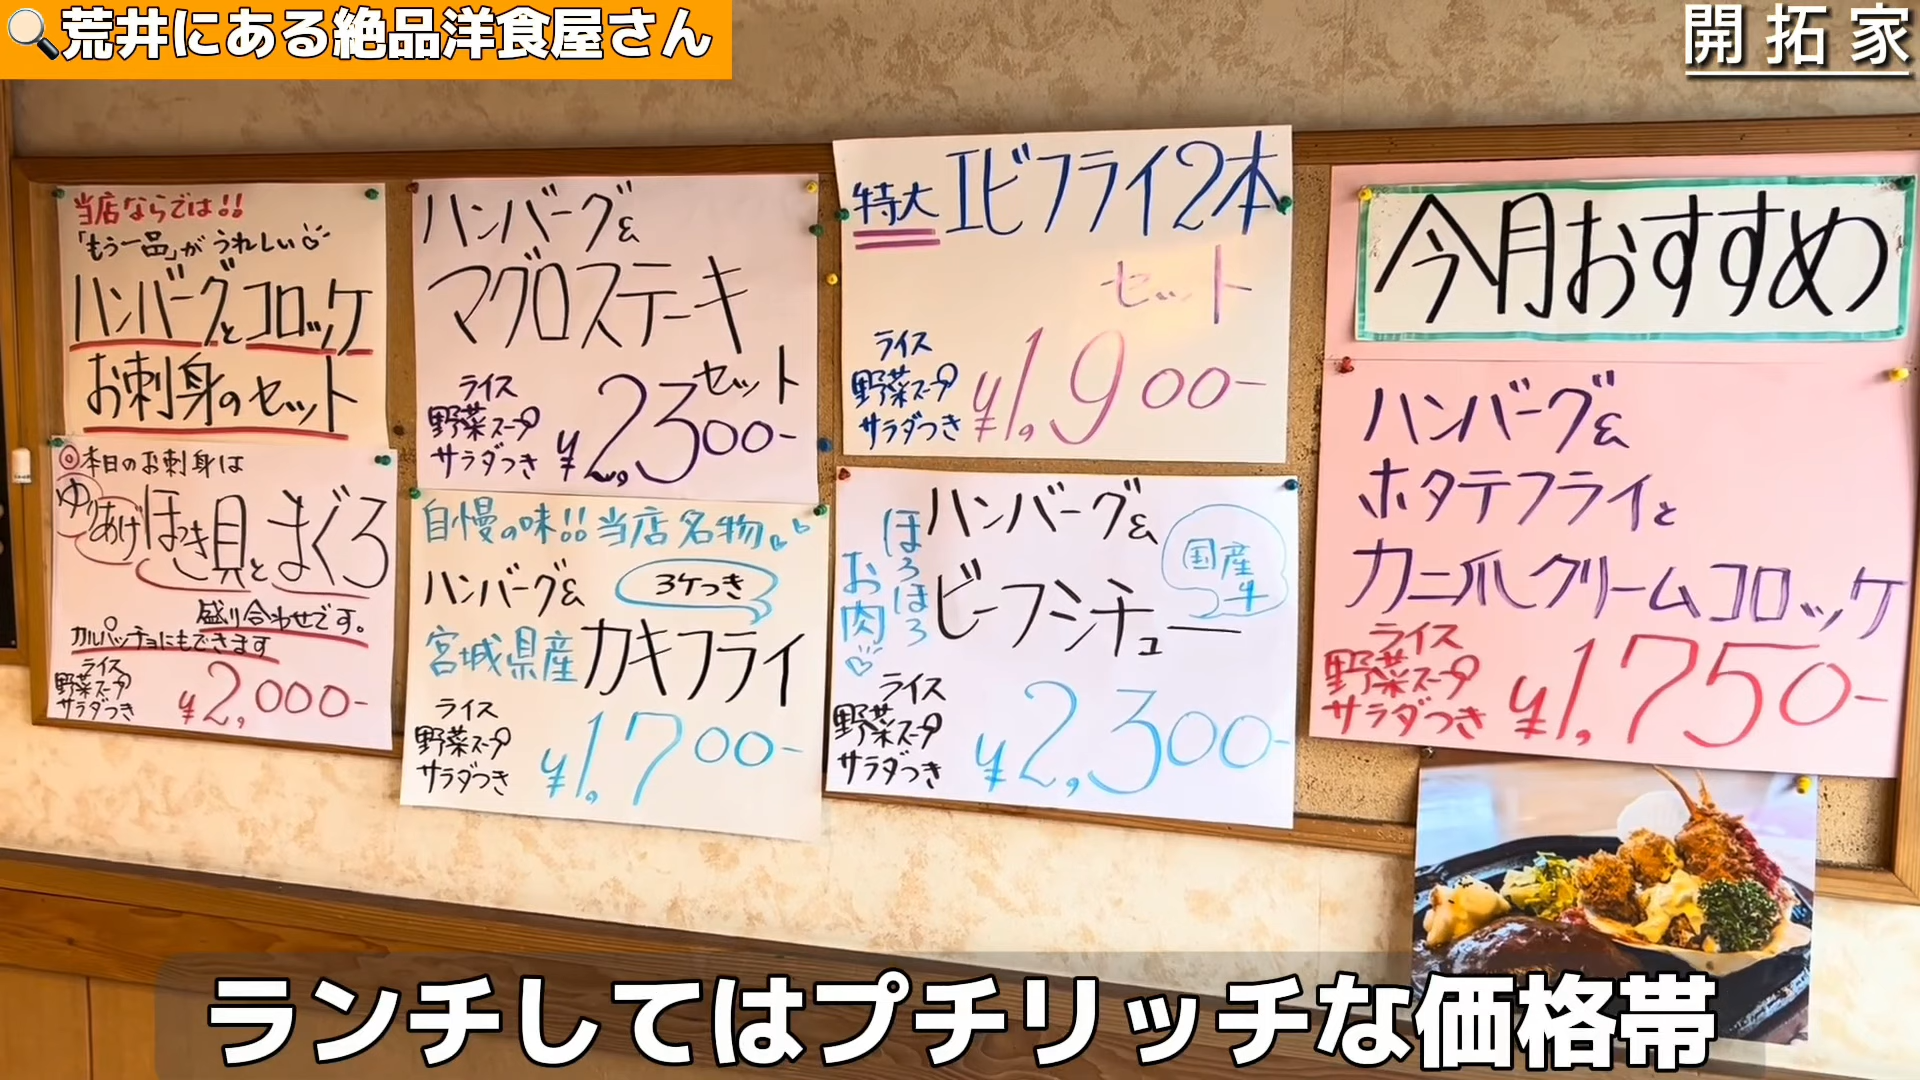 荒井にある絶品洋食屋さん
開拓家
当店ならでは!!
「もう一品」がうれしい
ハンバーグとコロッケ
お刺身のセット
◎本日のお刺身は
ゆりあげほっき貝とまぐろ
盛り合わせです。
カルパッチョにもできます
ライス
野菜スープ
サラダつき
¥2,000-
ハンバーグ&
マグロステーキ
セット
ライス
野菜スープ
サラダつき
¥2,300-
自慢の味!!当店名物
ハンバーグ&
3ケつき
宮城県産カキフライ
ライス
野菜スープ
サラダつき
¥1,700-
特大エビフライ2本
セット
ライス
野菜スープ
サラダつき
¥1,900-
ほろほろ
お肉
ハンバーグ&
ビーフシチュー
国産
牛
ライス
野菜スープ
サラダつき
¥2,300-
今月おすすめ
ハンバーグ&
ホタテフライと
カニ爪クリームコロッケ
ライス
野菜スープ
サラダつき
¥1,750-
ランチしてはプチリッチな価格帯